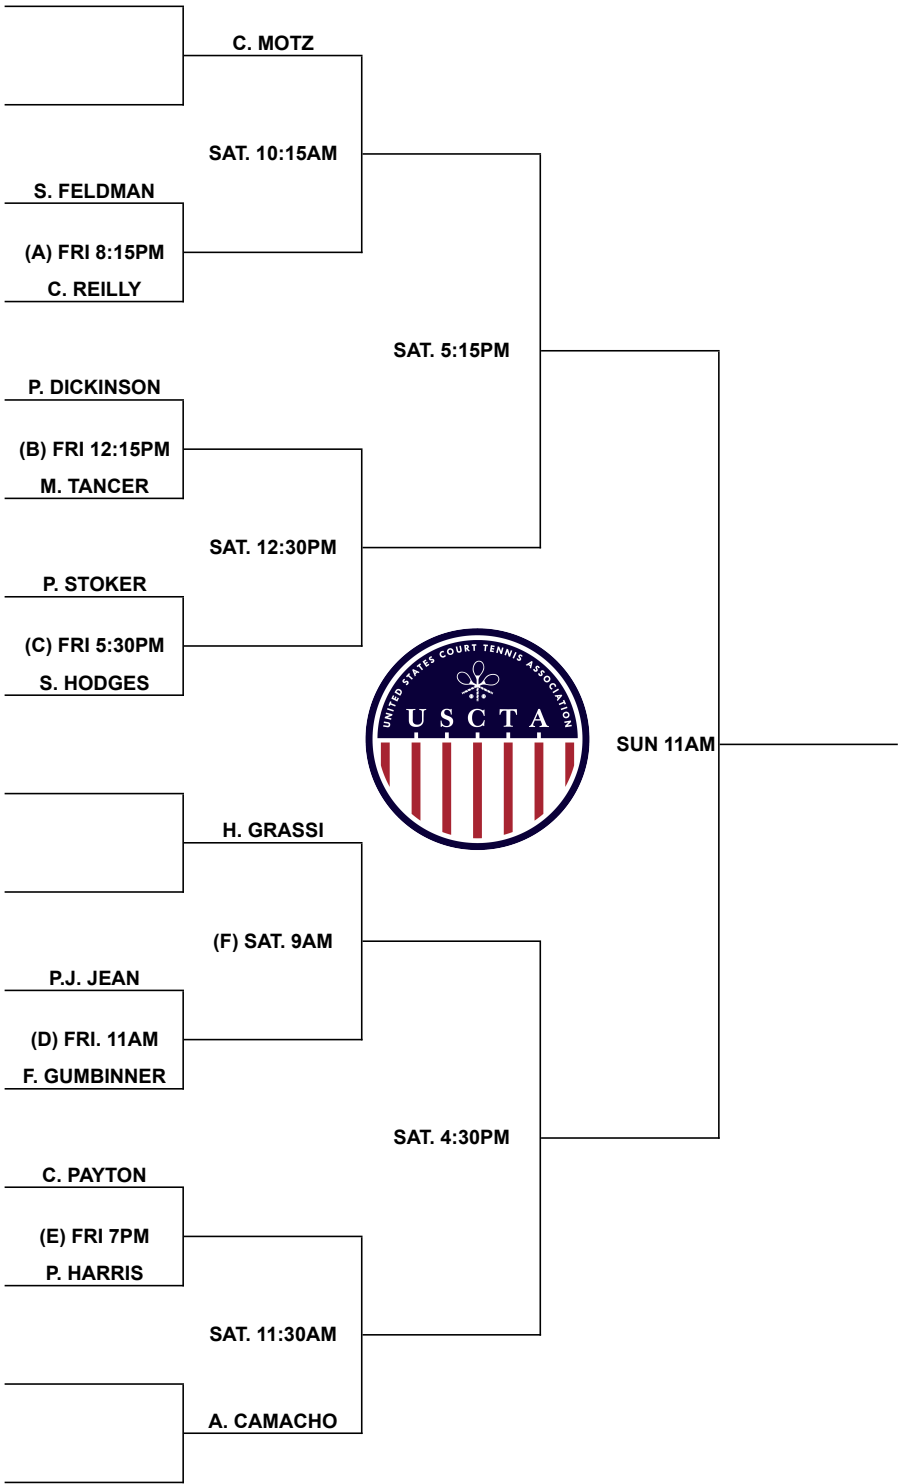 C. MOTZ
SAT. 10:15AM
S. FELDMAN
(A) FRI 8:15PM
C. REILLY
SAT. 5:15PM
P. DICKINSON
(B) FRI 12:15PM
M. TANCER
SAT. 12:30PM
P. STOKER
(C) FRI 5:30PM
S. HODGES
UNITED STATES COURT TENNIS ASSOCIATION
USCTA
SUN 11AM
H. GRASSI
(F) SAT. 9AM
P.J. JEAN
(D) FRI. 11AM
F. GUMBINNER
SAT. 4:30PM
C. PAYTON
(E) FRI 7PM
P. HARRIS
SAT. 11:30AM
A. CAMACHO